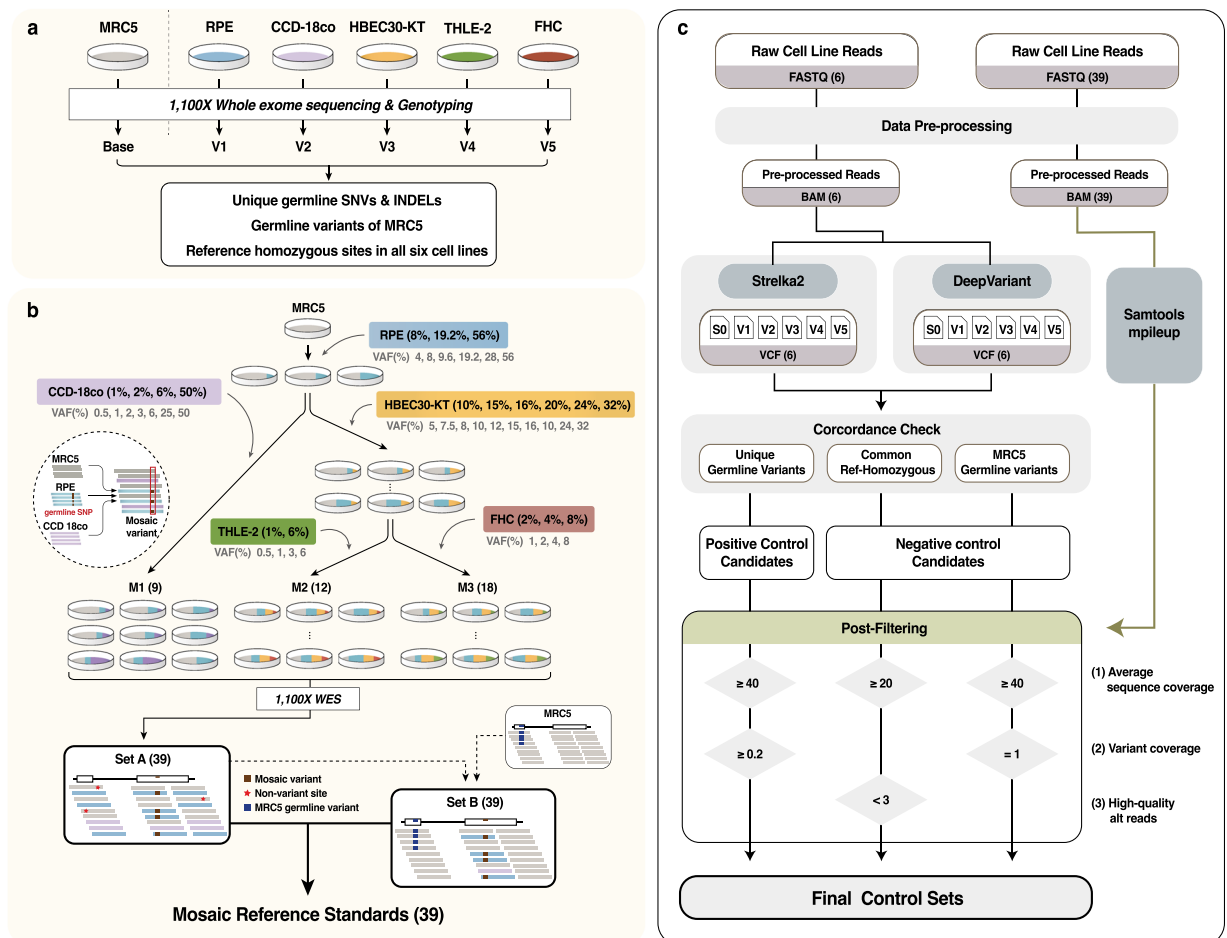 a
MRC5
RPE
CCD-18co
HBEC30-KT
THLE-2
FHC
1,100X Whole exome sequencing & Genotyping
Base
V1
V2
V3
V4
V5
Unique germline SNVs & INDELs
Germline variants of MRC5
Reference homozygous sites in all six cell lines
b
MRC5
RPE (8%, 19.2%, 56%)
VAF(%) 4, 8, 9.6, 19.2, 28, 56
CCD-18co (1%, 2%, 6%, 50%)
VAF(%) 0.5, 1, 2, 3, 6, 25, 50
HBEC30-KT (10%, 15%, 16%, 20%, 24%, 32%)
VAF(%) 5, 7.5, 8, 10, 12, 15, 16, 10, 24, 32
MRC5
RPE
germline SNP
CCD 18co
Mosaic
variant
THLE-2 (1%, 6%)
VAF(%) 0.5, 1, 3, 6
FHC (2%, 4%, 8%)
VAF(%) 1, 2, 4, 8
M1 (9)
M2 (12)
M3 (18)
1,100X WES
MRC5
Set A (39)
Mosaic variant
Non-variant site
MRC5 germline variant
Set B (39)
Mosaic Reference Standards (39)
c
Raw Cell Line Reads
FASTQ (6)
Raw Cell Line Reads
FASTQ (39)
Data Pre-processing
Pre-processed Reads
BAM (6)
Pre-processed Reads
BAM (39)
Strelka2
S0 V1 V2 V3 V4 V5
VCF (6)
DeepVariant
S0 V1 V2 V3 V4 V5
VCF (6)
Samtools
mpileup
Corcordance Check
Unique
Germline Variants
Common
Ref-Homozygous
MRC5
Germline variants
Positive Control
Candidates
Negative control
Candidates
Post-Filtering
≥ 40
≥ 20
≥ 40
(1) Average
sequence coverage
≥ 0.2
= 1
(2) Variant coverage
< 3
(3) High-quality
alt reads
Final Control Sets